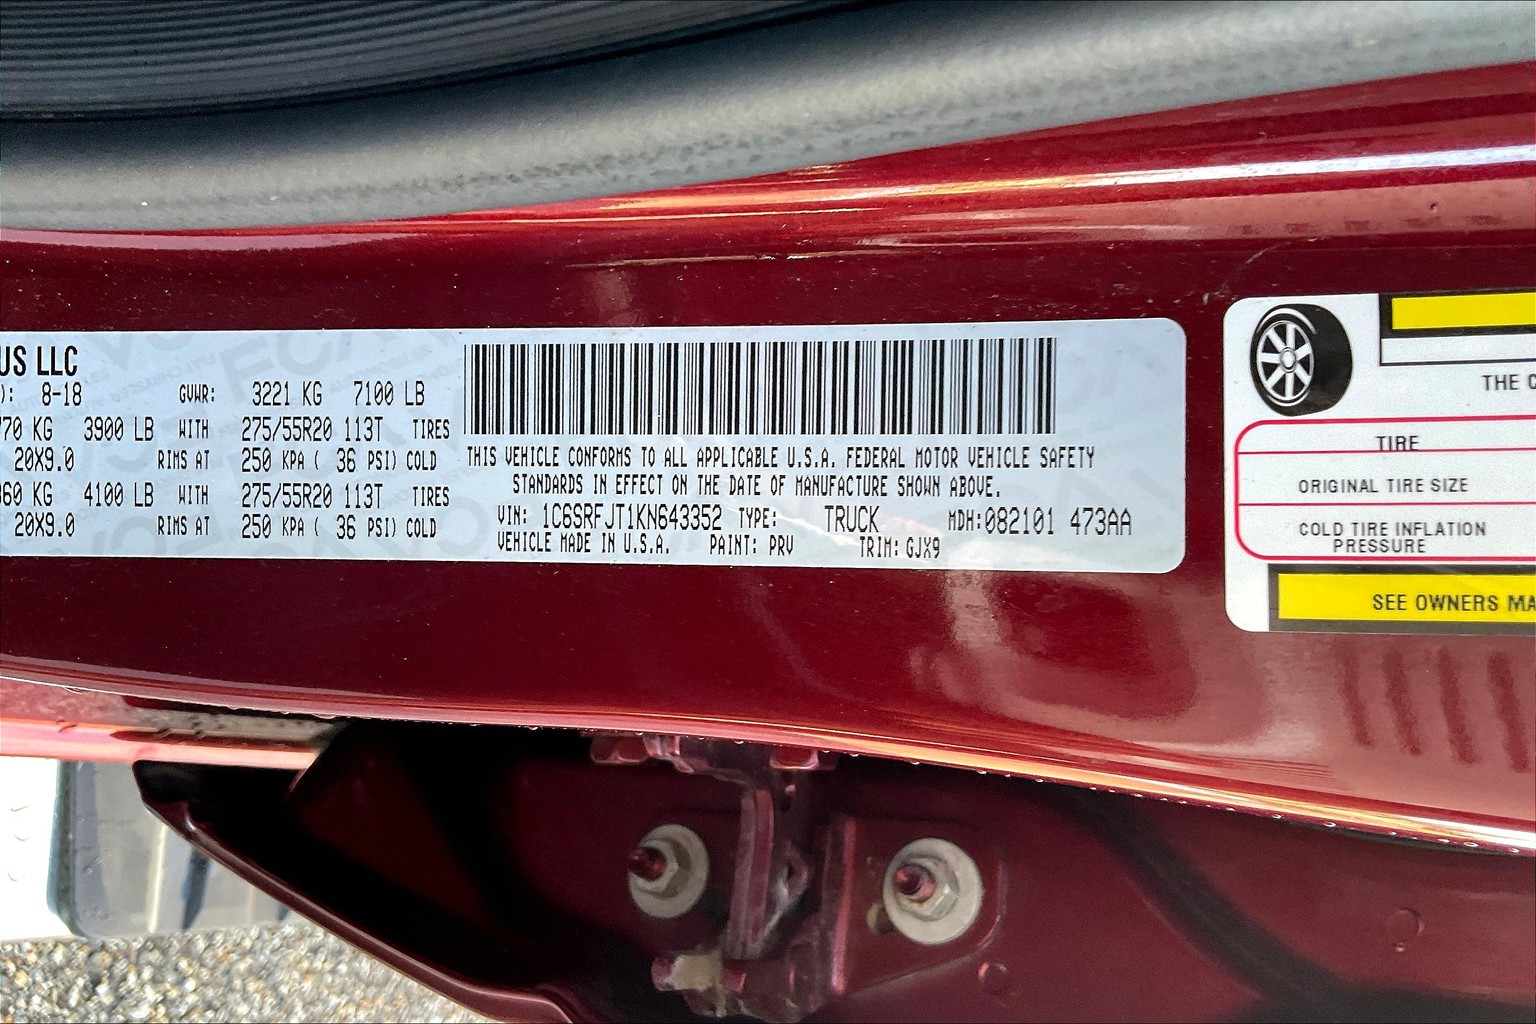 US LLC
): 8-18 GVWR: 3221 KG 7100 LB
770 KG 3900 LB WITH 275/55R20 113T TIRES
20X9.0 RIMS AT 250 KPA ( 36 PSI) COLD
860 KG 4100 LB WITH 275/55R20 113T TIRES
20X9.0 RIMS AT 250 KPA ( 36 PSI) COLD
THIS VEHICLE CONFORMS TO ALL APPLICABLE U.S.A. FEDERAL MOTOR VEHICLE SAFETY
STANDARDS IN EFFECT ON THE DATE OF MANUFACTURE SHOWN ABOVE.
VIN: 1C6SRFJT1KN643352 TYPE: TRUCK MDH:082101 473AA
VEHICLE MADE IN U.S.A. PAINT: PRV TRIM: GJX9
THE C
TIRE
ORIGINAL TIRE SIZE
COLD TIRE INFLATION
PRESSURE
SEE OWNERS MA